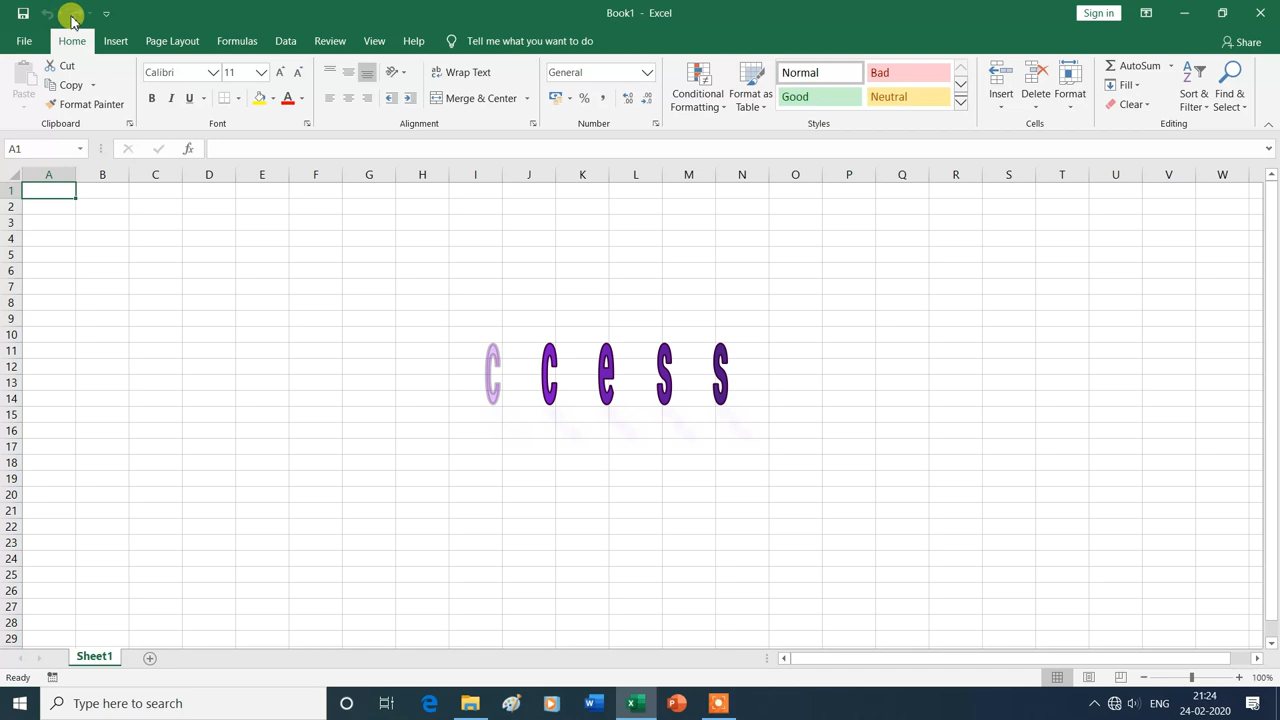 Book1 - Excel
Sign in
File Home Insert Page Layout Formulas Data Review View Help Tell me what you want to do
Share
Cut
Copy
Format Painter
Paste
Clipboard
Calibri 11
B I U
Font
Wrap Text
Merge & Center
Alignment
General
%
Number
Conditional Formatting
Format as Table
Normal Bad
Good Neutral
Styles
Insert Delete Format
Cells
AutoSum
Fill
Clear
Sort & Filter
Find & Select
Editing
A1 fx
A B C D E F G H I J K L M N O P Q R S T U V W
1
2
3
4
5
6
7
8
9
10
11
12
13
14
15
16
17
18
19
20
21
22
23
24
25
26
27
28
29
c c e s s
Sheet1
Ready
100%
Type here to search
ENG
21:24
24-02-2020